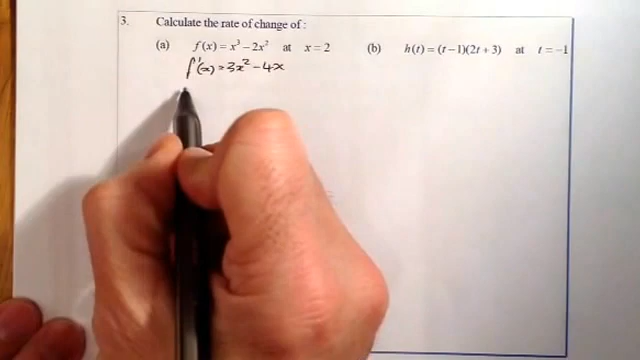 3. Calculate the rate of change of :
(a) f(x) = x³ − 2x² at x = 2 (b) h(t) = (t − 1)(2t + 3) at t = −1
f'(x) = 3x² − 4x